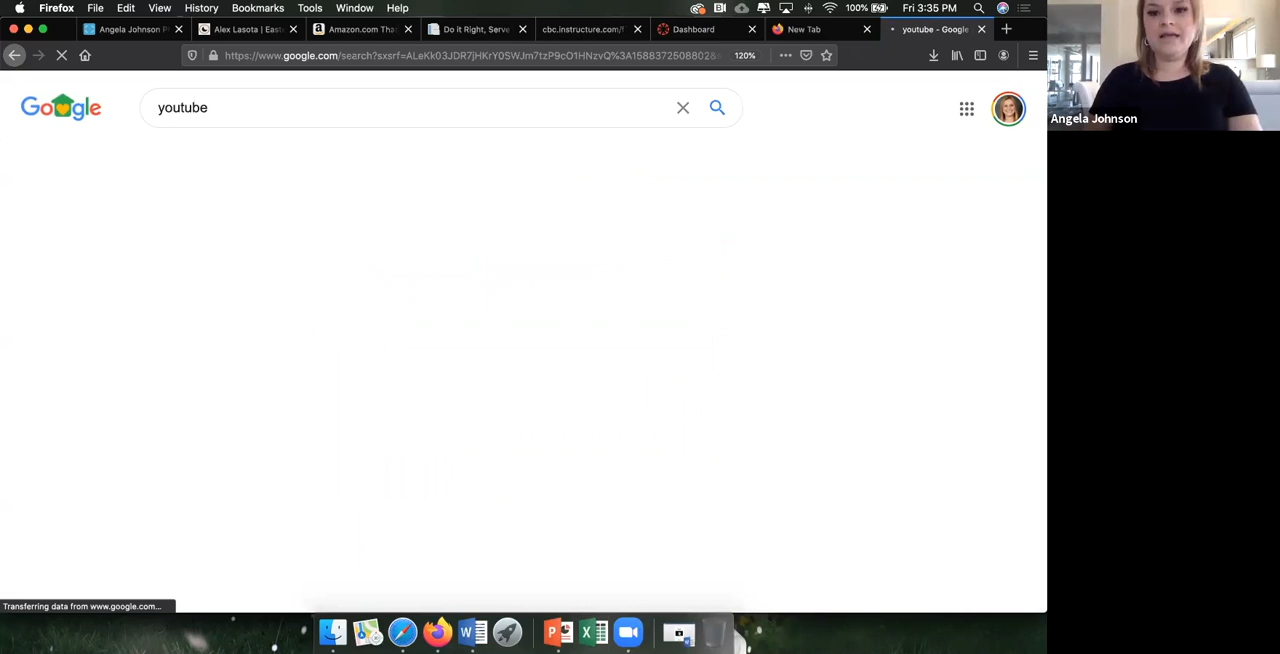 Firefox File Edit View History Bookmarks Tools Window Help 100% Fri 3:35 PM
Angela Johnson P Alex Lasota | East Amazon.com Tha Do it Right, Serve cbc.instructure.com/ Dashboard New Tab youtube - Google
https://www.google.com/search?sxsrf=ALeKk03JDR7jHKrY0SWJm7tzP9cO1HNzvQ%3A1588372508802& 120%
Google youtube
Angela Johnson
Transferring data from www.google.com...